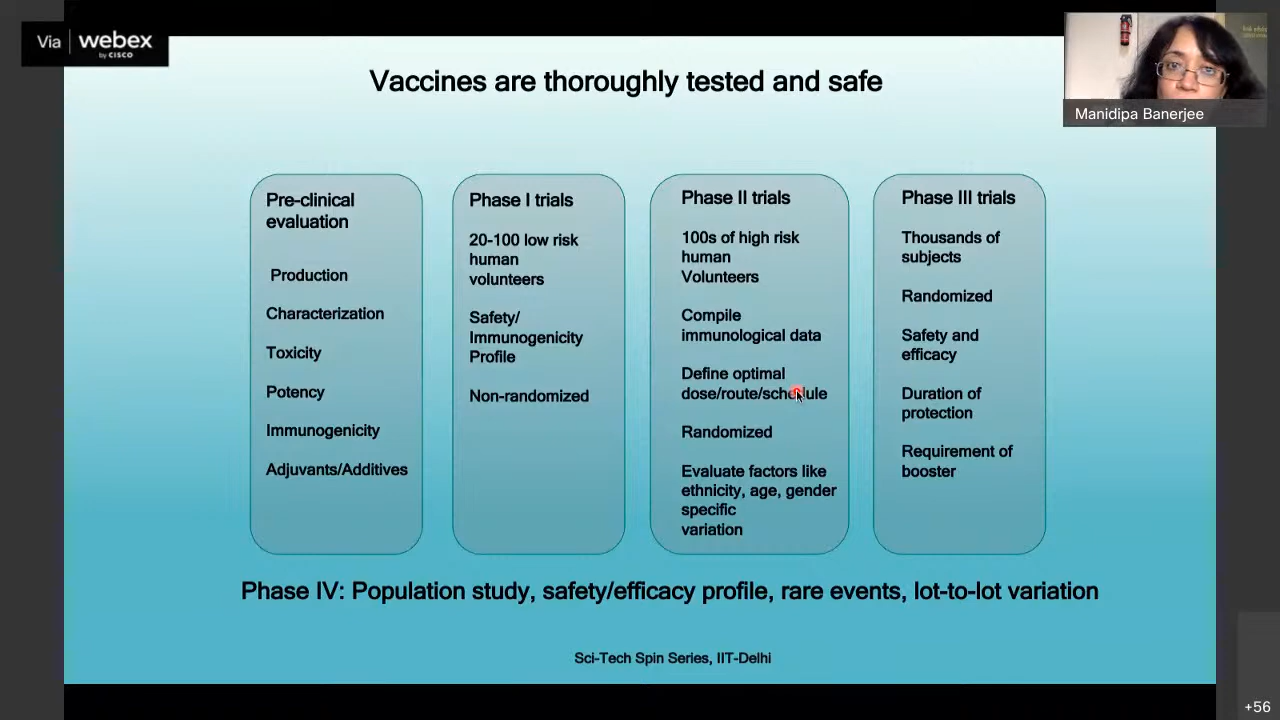 Via webex
by CISCO
Vaccines are thoroughly tested and safe
Manidipa Banerjee
Pre-clinical
evaluation
Production
Characterization
Toxicity
Potency
Immunogenicity
Adjuvants/Additives
Phase I trials
20-100 low risk
human
volunteers
Safety/
Immunogenicity
Profile
Non-randomized
Phase II trials
100s of high risk
human
Volunteers
Compile
immunological data
Define optimal
dose/route/schedule
Randomized
Evaluate factors like
ethnicity, age, gender
specific
variation
Phase III trials
Thousands of
subjects
Randomized
Safety and
efficacy
Duration of
protection
Requirement of
booster
Phase IV: Population study, safety/efficacy profile, rare events, lot-to-lot variation
Sci-Tech Spin Series, IIT-Delhi
+56